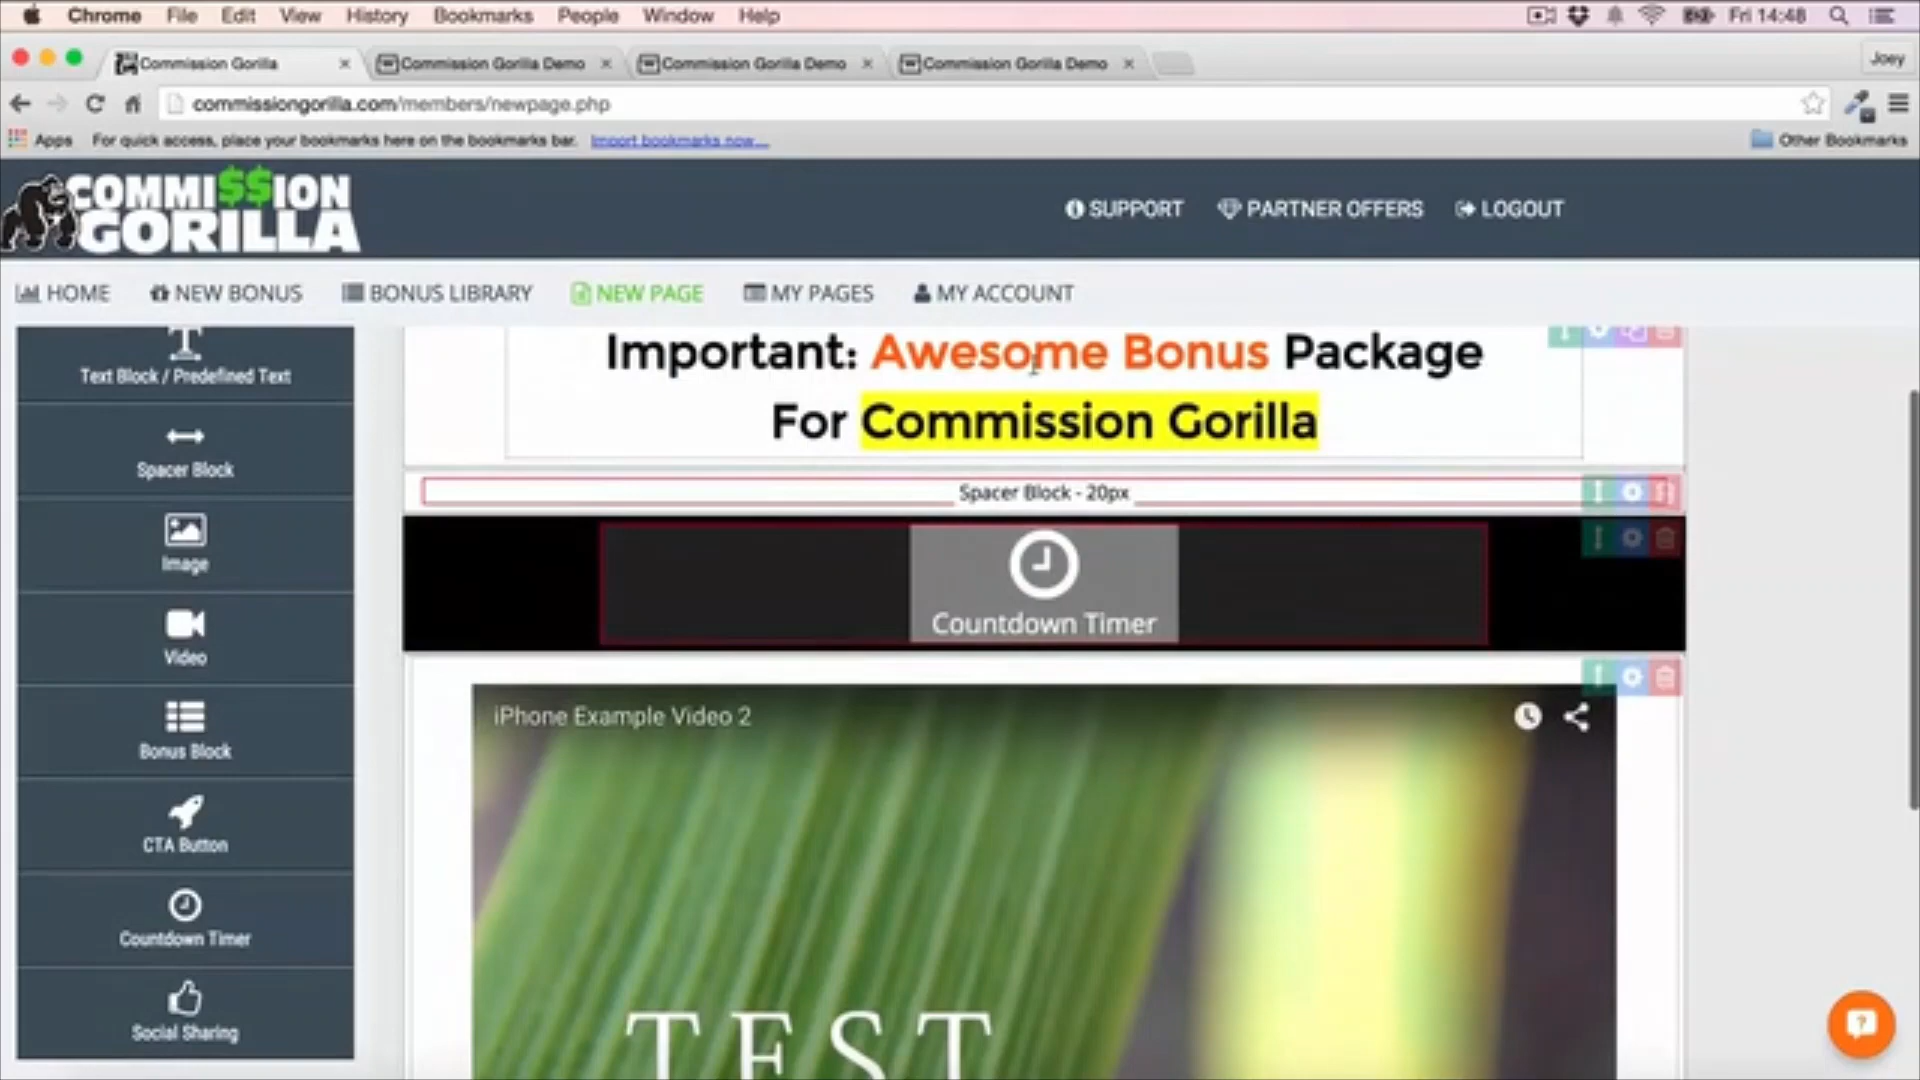 Chrome File Edit View History Bookmarks People Window Help Fri 14:48
Commission Gorilla Commission Gorilla Demo Commission Gorilla Demo Commission Gorilla Demo Joey
commissiongorilla.com/members/newpage.php
Apps For quick access, place your bookmarks here on the bookmarks bar. Import bookmarks now... Other Bookmarks
COMMI$$ION
GORILLA
SUPPORT PARTNER OFFERS LOGOUT
HOME NEW BONUS BONUS LIBRARY NEW PAGE MY PAGES MY ACCOUNT
Text Block / Predefined Text
Spacer Block
Image
Video
Bonus Block
CTA Button
Countdown Timer
Social Sharing
Important: Awesome Bonus Package
For Commission Gorilla
Spacer Block - 20px
Countdown Timer
iPhone Example Video 2
TEST